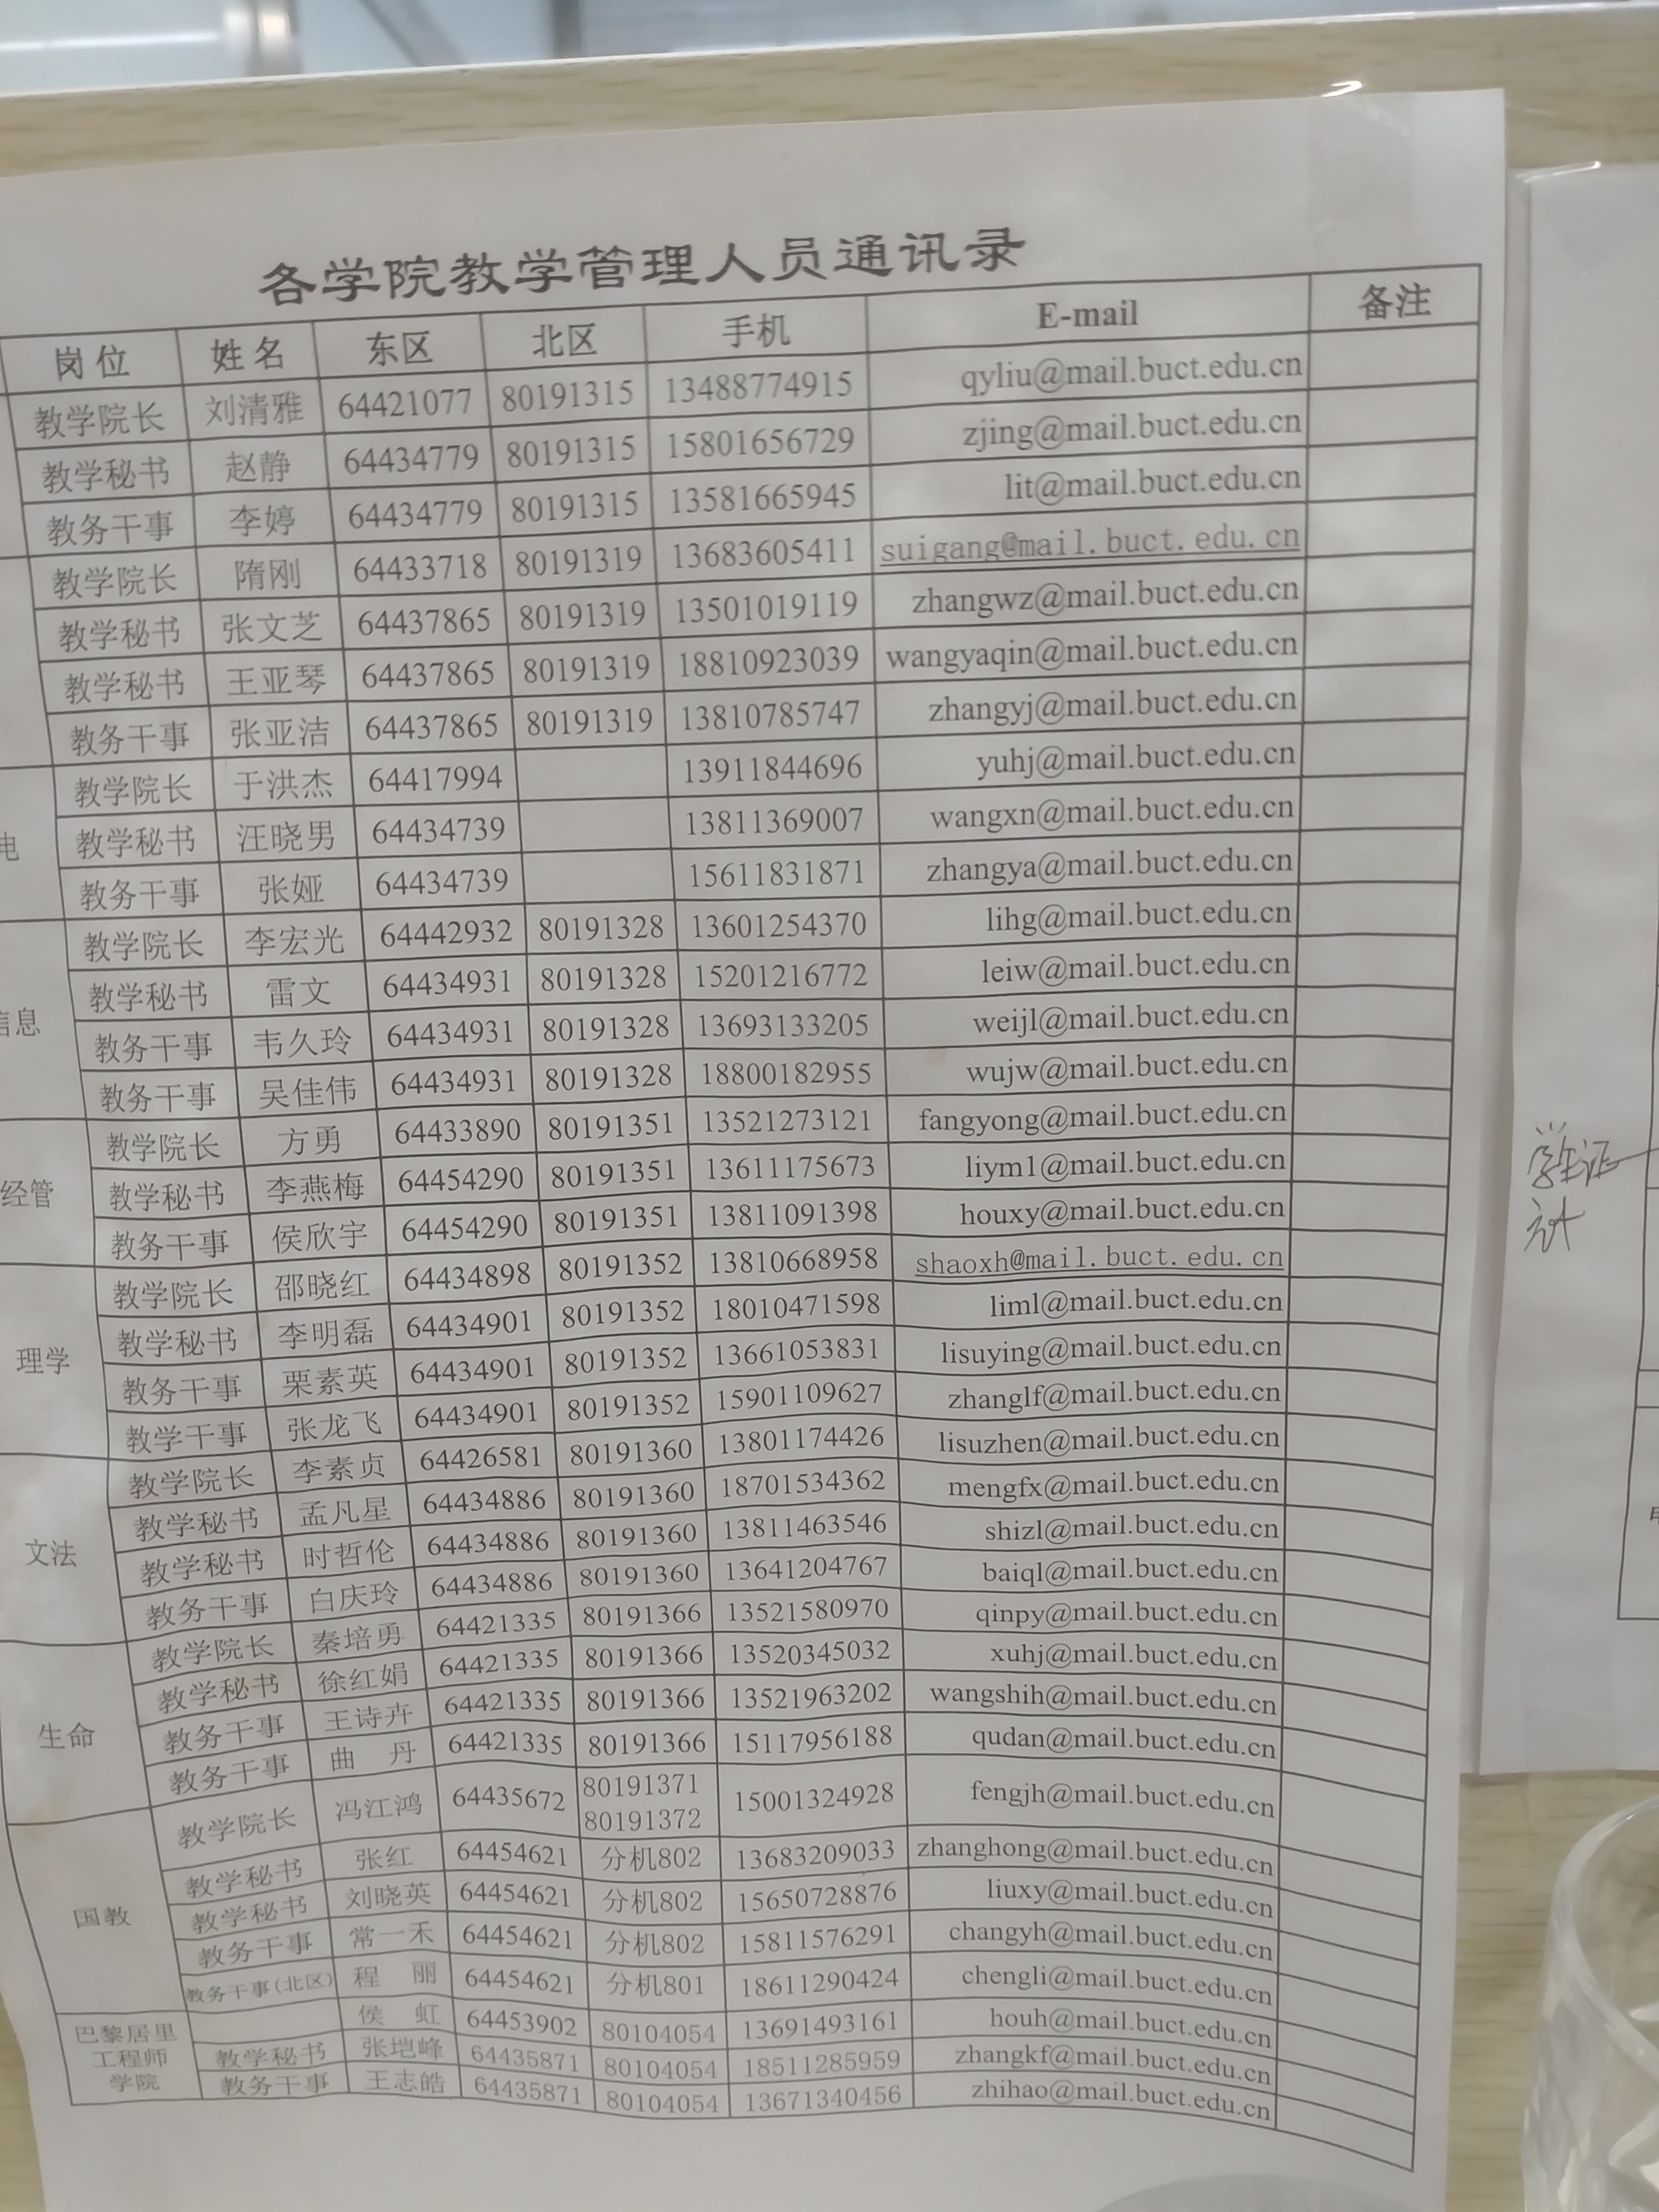 各学院教学管理人员通讯录
岗 位 姓 名 东区 北区 手机 E-mail 备注
教学院长 刘清雅 64421077 80191315 13488774915 qyliu@mail.buct.edu.cn
教学秘书 赵静 64434779 80191315 15801656729 zjing@mail.buct.edu.cn
教务干事 李婷 64434779 80191315 13581665945 lit@mail.buct.edu.cn
教学院长 隋刚 64433718 80191319 13683605411 suigang@mail.buct.edu.cn
教学秘书 张文芝 64437865 80191319 13501019119 zhangwz@mail.buct.edu.cn
教学秘书 王亚琴 64437865 80191319 18810923039 wangyaqin@mail.buct.edu.cn
教务干事 张亚洁 64437865 80191319 13810785747 zhangyj@mail.buct.edu.cn
教学院长 于洪杰 64417994 13911844696 yuhj@mail.buct.edu.cn
电 教学秘书 汪晓男 64434739 13811369007 wangxn@mail.buct.edu.cn
教务干事 张娅 64434739 15611831871 zhangya@mail.buct.edu.cn
教学院长 李宏光 64442932 80191328 13601254370 lihg@mail.buct.edu.cn
教学秘书 雷文 64434931 80191328 15201216772 leiw@mail.buct.edu.cn
信息 教务干事 韦久玲 64434931 80191328 13693133205 weijl@mail.buct.edu.cn
教务干事 吴佳伟 64434931 80191328 18800182955 wujw@mail.buct.edu.cn
教学院长 方勇 64433890 80191351 13521273121 fangyong@mail.buct.edu.cn
经管 教学秘书 李燕梅 64454290 80191351 13611175673 liym1@mail.buct.edu.cn
教务干事 侯欣宇 64454290 80191351 13811091398 houxy@mail.buct.edu.cn
教学院长 邵晓红 64434898 80191352 13810668958 shaoxh@mail.buct.edu.cn
理学 教学秘书 李明磊 64434901 80191352 18010471598 liml@mail.buct.edu.cn
教务干事 栗素英 64434901 80191352 13661053831 lisuying@mail.buct.edu.cn
教学干事 张龙飞 64434901 80191352 15901109627 zhanglf@mail.buct.edu.cn
教学院长 李素贞 64426581 80191360 13801174426 lisuzhen@mail.buct.edu.cn
文法 教学秘书 孟凡星 64434886 80191360 18701534362 mengfx@mail.buct.edu.cn
教学秘书 时哲伦 64434886 80191360 13811463546 shizl@mail.buct.edu.cn
教务干事 白庆玲 64434886 80191360 13641204767 baiql@mail.buct.edu.cn
教学院长 秦培勇 64421335 80191366 13521580970 qinpy@mail.buct.edu.cn
生命 教学秘书 徐红娟 64421335 80191366 13520345032 xuhj@mail.buct.edu.cn
教务干事 王诗卉 64421335 80191366 13521963202 wangshih@mail.buct.edu.cn
教务干事 曲 丹 64421335 80191366 15117956188 qudan@mail.buct.edu.cn
教学院长 冯江鸿 64435672 80191371 80191372 15001324928 fengjh@mail.buct.edu.cn
教学秘书 张红 64454621 分机802 13683209033 zhanghong@mail.buct.edu.cn
国教 教学秘书 刘晓英 64454621 分机802 15650728876 liuxy@mail.buct.edu.cn
教务干事 常一禾 64454621 分机802 15811576291 changyh@mail.buct.edu.cn
教务干事(北区) 程 丽 64454621 分机801 18611290424 chengli@mail.buct.edu.cn
巴黎居里 侯 虹 64453902 80104054 13691493161 houh@mail.buct.edu.cn
工程师 教学秘书 张垲峰 64435871 80104054 18511285959 zhangkf@mail.buct.edu.cn
学院 教务干事 王志皓 64435871 80104054 13671340456 zhihao@mail.buct.edu.cn
学生证